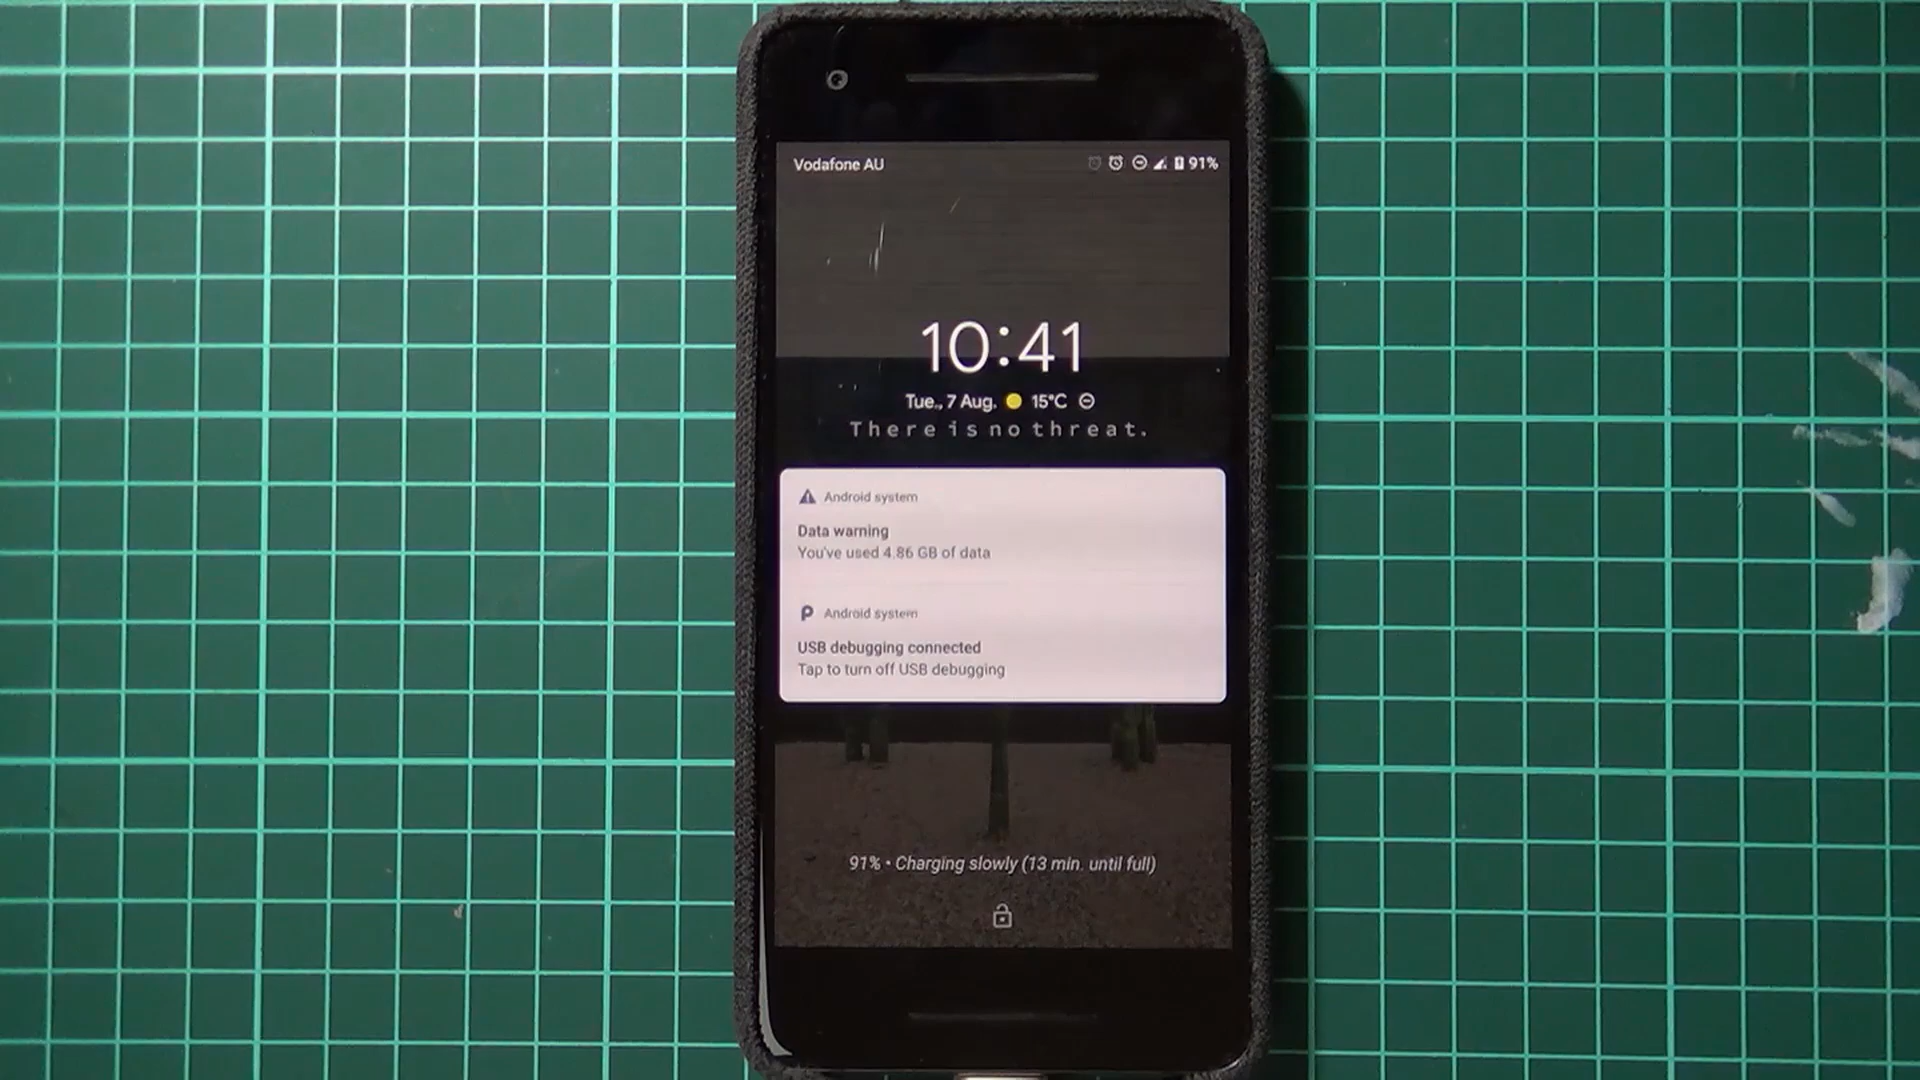 Vodafone AU
91%
10:41
Tue., 7 Aug. 15°C
There is no threat.
Android system
Data warning
You've used 4.86 GB of data
Android system
USB debugging connected
Tap to turn off USB debugging
91% • Charging slowly (13 min. until full)